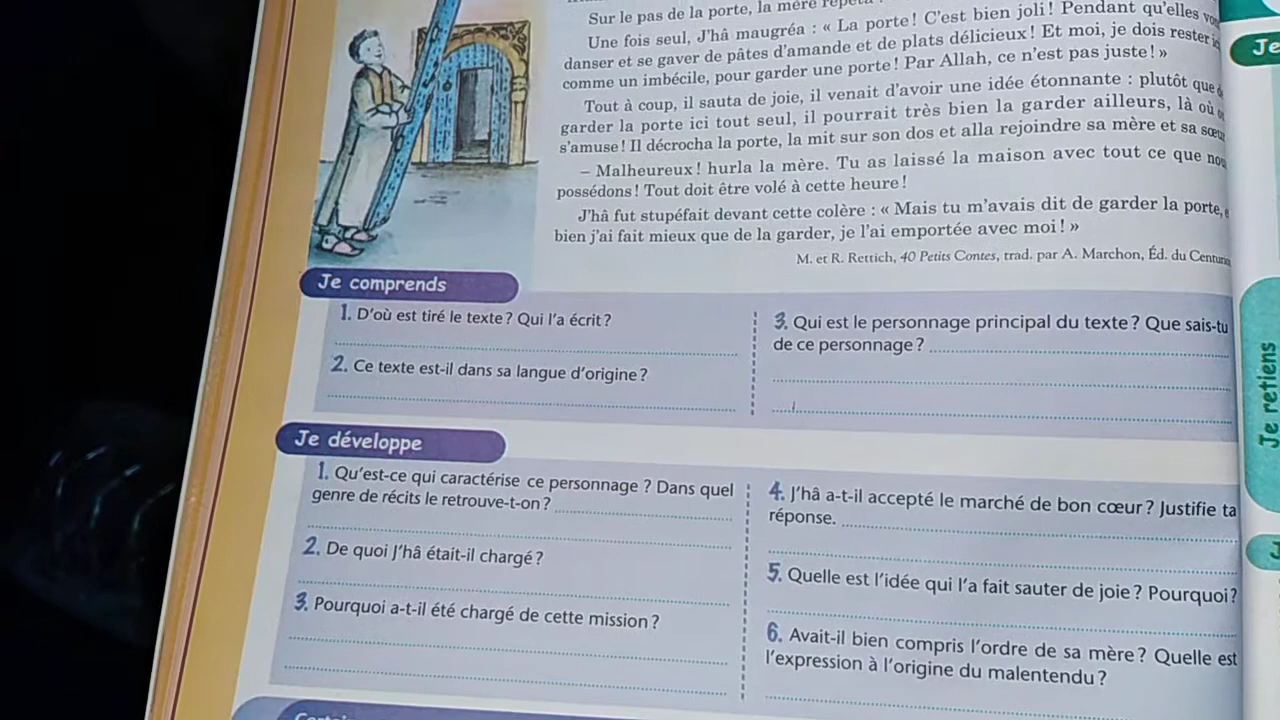 Sur le pas de la porte, la mère
Une fois seul, J'hâ maugréa : « La porte ! C'est bien joli ! Pendant qu'elles
danser et se gaver de pâtes d'amande et de plats délicieux ! Et moi, je dois rester
comme un imbécile, pour garder une porte ! Par Allah, ce n'est pas juste ! »
Tout à coup, il sauta de joie, il venait d'avoir une idée étonnante : plutôt que
garder la porte ici tout seul, il pourrait très bien la garder ailleurs, là où
s'amuse ! Il décrocha la porte, la mit sur son dos et alla rejoindre sa mère et sa sœur
– Malheureux ! hurla la mère. Tu as laissé la maison avec tout ce que nou
possédons ! Tout doit être volé à cette heure !
J'hâ fut stupéfait devant cette colère : « Mais tu m'avais dit de garder la porte,
bien j'ai fait mieux que de la garder, je l'ai emportée avec moi ! »
M. et R. Rettich, 40 Petits Contes, trad. par A. Marchon, Éd. du Centurio
Je comprends
1. D'où est tiré le texte ? Qui l'a écrit ?
2. Ce texte est-il dans sa langue d'origine ?
3. Qui est le personnage principal du texte ? Que sais-tu
de ce personnage ?
Je développe
1. Qu'est-ce qui caractérise ce personnage ? Dans quel
genre de récits le retrouve-t-on ?
2. De quoi J'hâ était-il chargé ?
3. Pourquoi a-t-il été chargé de cette mission ?
4. J'hâ a-t-il accepté le marché de bon cœur ? Justifie ta
réponse.
5. Quelle est l'idée qui l'a fait sauter de joie ? Pourquoi ?
6. Avait-il bien compris l'ordre de sa mère ? Quelle est
l'expression à l'origine du malentendu ?
Je
Je retiens